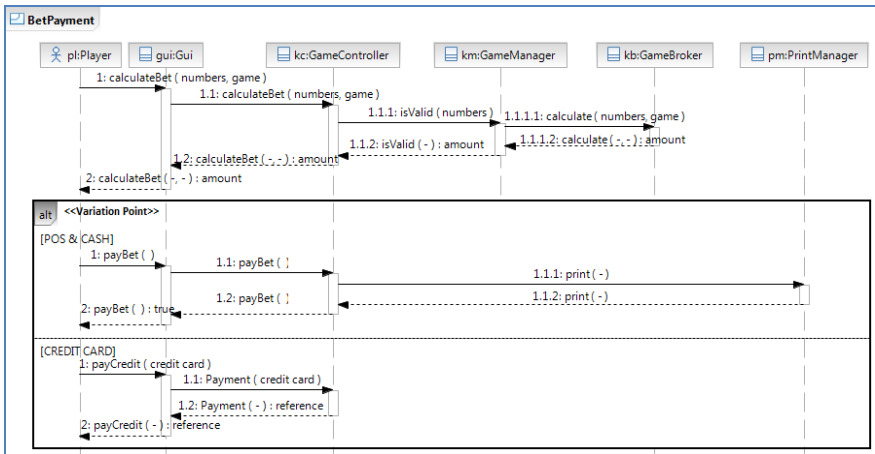 BetPayment
pl:Player
gui:Gui
kc:GameController
km:GameManager
kb:GameBroker
pm:PrintManager
1: calculateBet ( numbers, game )
1.1: calculateBet ( numbers, game )
1.1.1: isValid ( numbers )
1.1.1.1: calculate ( numbers, game )
1.1.1.2: calculate ( -, - ) : amount
1.1.2: isValid ( - ) : amount
1.2: calculateBet ( -, - ) : amount
2: calculateBet ( -, - ) : amount
alt
<<Variation Point>>
[POS & CASH]
1: payBet ( )
1.1: payBet ( )
1.1.1: print ( - )
1.1.2: print ( - )
1.2: payBet ( )
2: payBet ( ) : true
[CREDIT CARD]
1: payCredit ( credit card )
1.1: Payment ( credit card )
1.2: Payment ( - ) : reference
2: payCredit ( - ) : reference